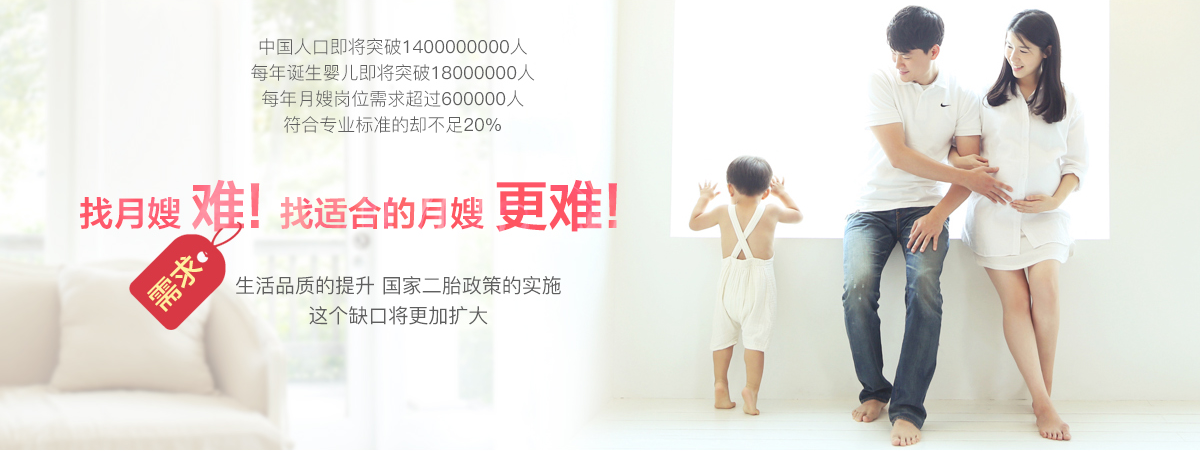 中国人口即将突破1400000000人
每年诞生婴儿即将突破18000000人
每年月嫂岗位需求超过600000人
符合专业标准的却不足20%
找月嫂 难! 找适合的月嫂 更难!
需求
生活品质的提升 国家二胎政策的实施
这个缺口将更加扩大